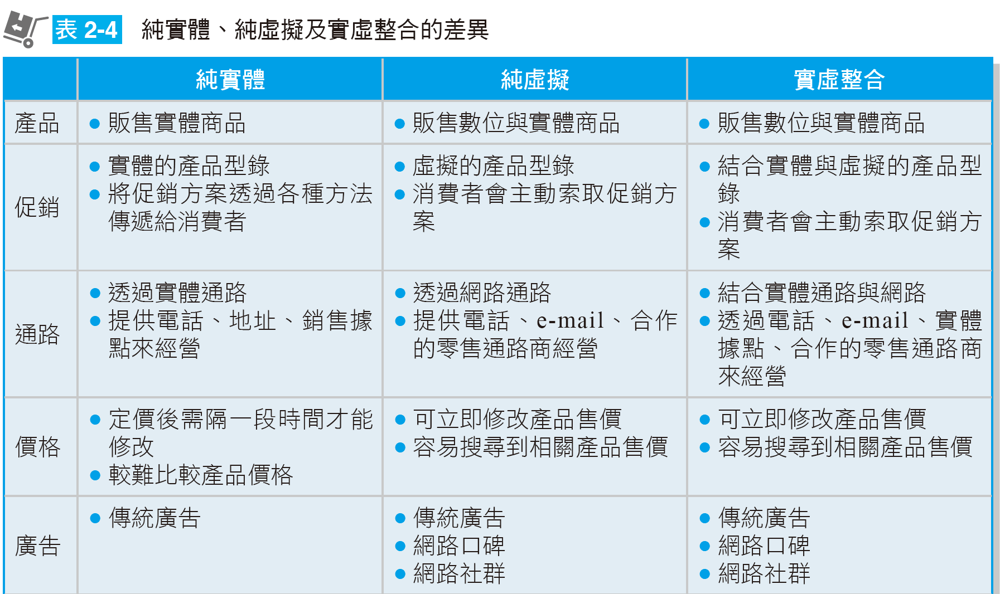 表 2-4 純實體、純虛擬及實虛整合的差異
純實體 純虛擬 實虛整合
產品
● 販售實體商品
● 販售數位與實體商品
● 販售數位與實體商品
促銷
● 實體的產品型錄
● 將促銷方案透過各種方法
傳遞給消費者
● 虛擬的產品型錄
● 消費者會主動索取促銷方
案
● 結合實體與虛擬的產品型
錄
● 消費者會主動索取促銷方
案
通路
● 透過實體通路
● 提供電話、地址、銷售據
點來經營
● 透過網路通路
● 提供電話、e-mail、合作
的零售通路商經營
● 結合實體通路與網路
● 透過電話、e-mail、實體
據點、合作的零售通路商
來經營
價格
● 定價後需隔一段時間才能
修改
● 較難比較產品價格
● 可立即修改產品售價
● 容易搜尋到相關產品售價
● 可立即修改產品售價
● 容易搜尋到相關產品售價
廣告
● 傳統廣告
● 傳統廣告
● 網路口碑
● 網路社群
● 傳統廣告
● 網路口碑
● 網路社群